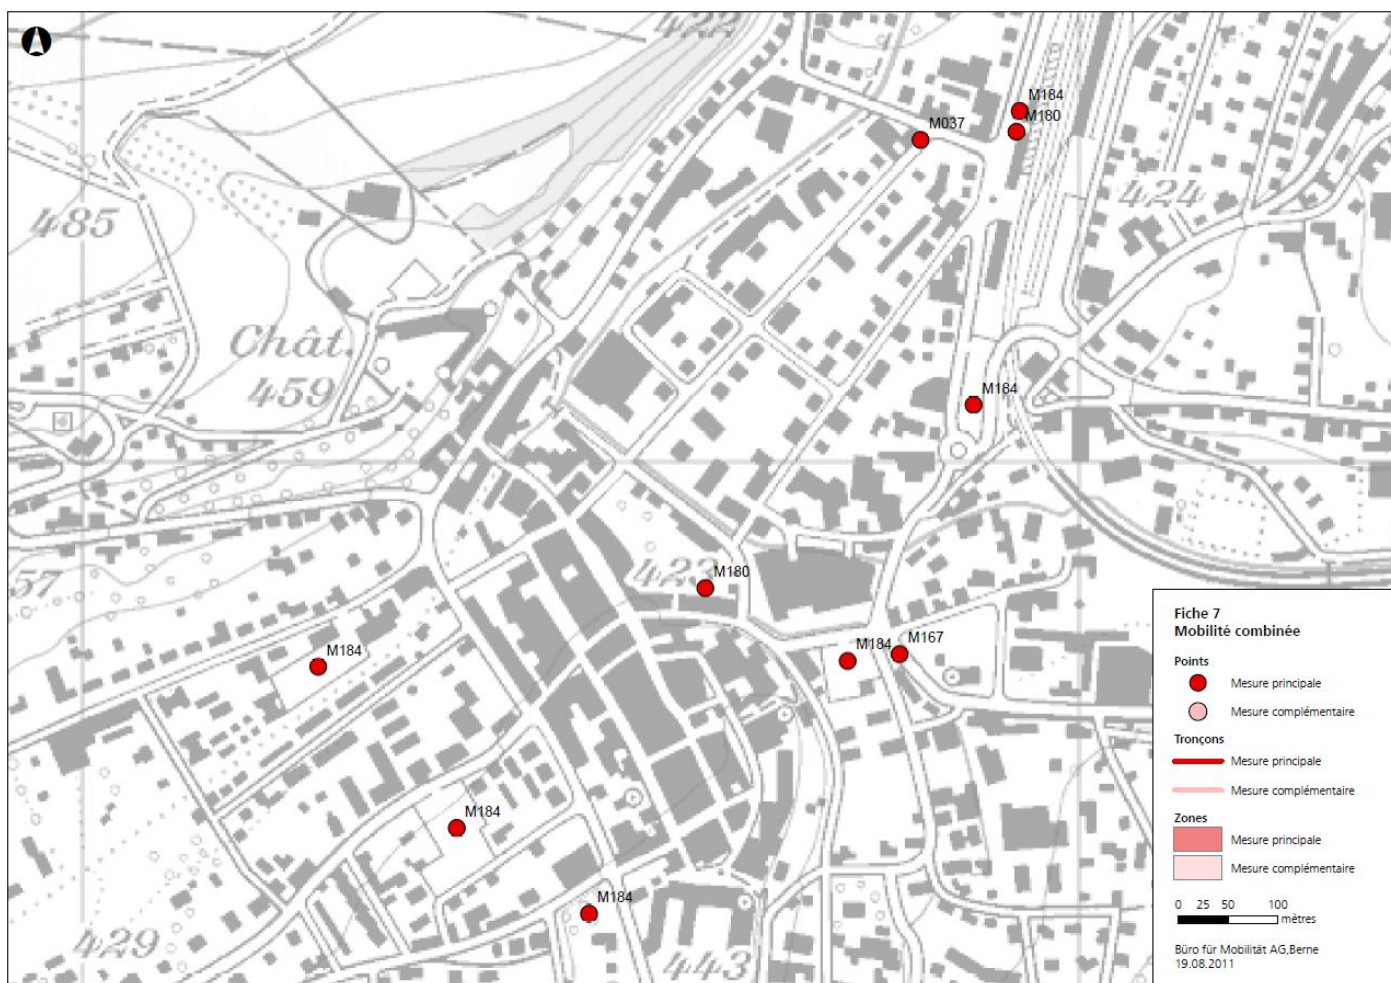 422
M184
M180
M037
424
485
Chât.
459
M184
57
423
M180
M184
M184
M167
M184
M184
429
443
Fiche 7
Mobilité combinée
Points
Mesure principale
Mesure complémentaire
Tronçons
Mesure principale
Mesure complémentaire
Zones
Mesure principale
Mesure complémentaire
0 25 50 100
mètres
Büro für Mobilität AG,Berne
19.08.2011